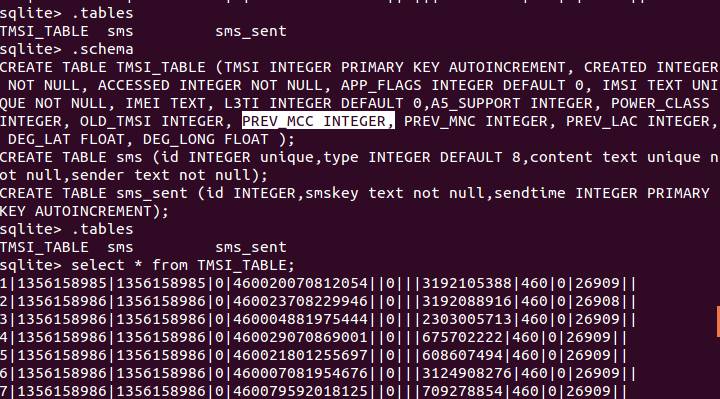 sqlite> .tables
TMSI_TABLE  sms         sms_sent
sqlite> .schema
CREATE TABLE TMSI_TABLE (TMSI INTEGER PRIMARY KEY AUTOINCREMENT, CREATED INTEGER
 NOT NULL, ACCESSED INTEGER NOT NULL, APP_FLAGS INTEGER DEFAULT 0, IMSI TEXT UNI
QUE NOT NULL, IMEI TEXT, L3TI INTEGER DEFAULT 0,A5_SUPPORT INTEGER, POWER_CLASS
INTEGER, OLD_TMSI INTEGER, PREV_MCC INTEGER, PREV_MNC INTEGER, PREV_LAC INTEGER,
 DEG_LAT FLOAT, DEG_LONG FLOAT );
CREATE TABLE sms (id INTEGER unique,type INTEGER DEFAULT 8,content text unique n
ot null,sender text not null);
CREATE TABLE sms_sent (id INTEGER,smskey text not null,sendtime INTEGER PRIMARY
KEY AUTOINCREMENT);
sqlite> .tables
TMSI_TABLE  sms         sms_sent
sqlite> select * from TMSI_TABLE;
1|1356158985|1356158985|0|460020070812054||0|||3192105388|460|0|26909||
2|1356158986|1356158986|0|460023708229946||0|||3192088916|460|0|26908||
3|1356158986|1356158986|0|460004881975444||0|||2303005713|460|0|26909||
4|1356158986|1356158986|0|460029070869001||0|||675702222|460|0|26909||
5|1356158986|1356158986|0|460021801255697||0|||608607494|460|0|26909||
6|1356158986|1356158986|0|460007081954676||0|||3124908276|460|0|26909||
7|1356158986|1356158986|0|460079592018125||0|||709278854|460|0|26909||